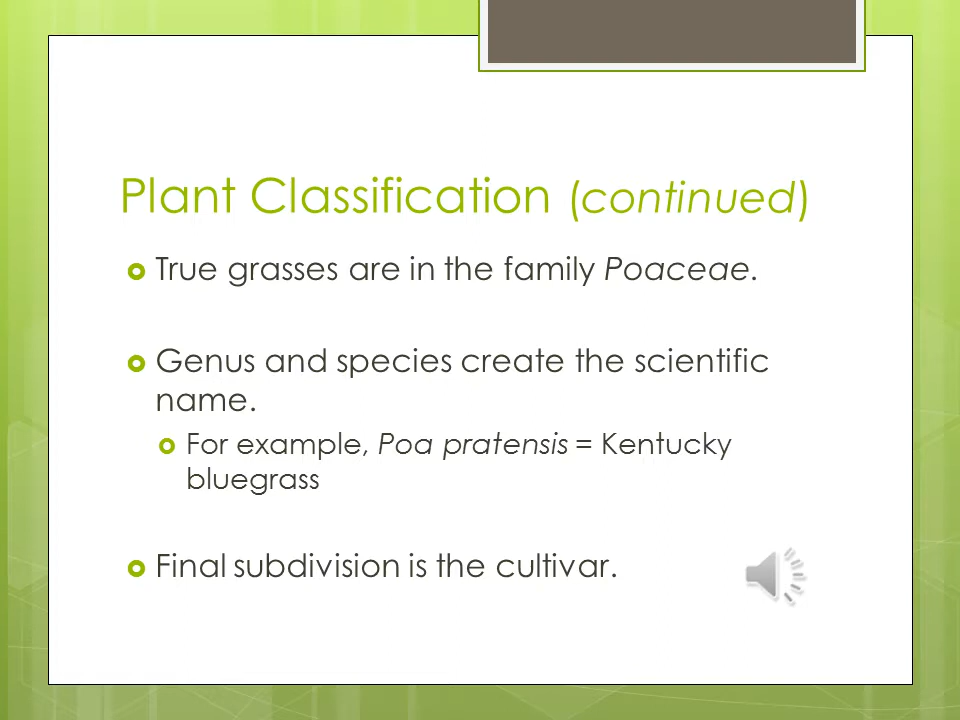 Plant Classification (continued)
True grasses are in the family Poaceae.
Genus and species create the scientific
name.
For example, Poa pratensis = Kentucky
bluegrass
Final subdivision is the cultivar.